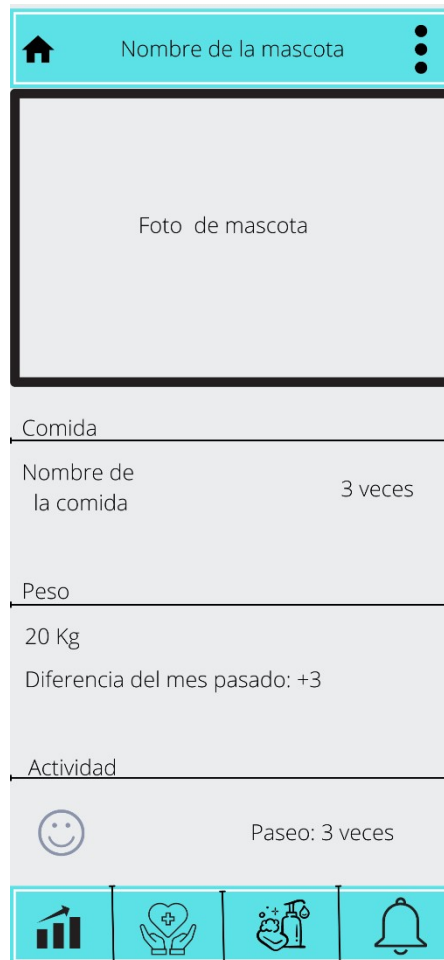 Nombre de la mascota
Foto de mascota
Comida
Nombre de
la comida
3 veces
Peso
20 Kg
Diferencia del mes pasado: +3
Actividad
Paseo: 3 veces